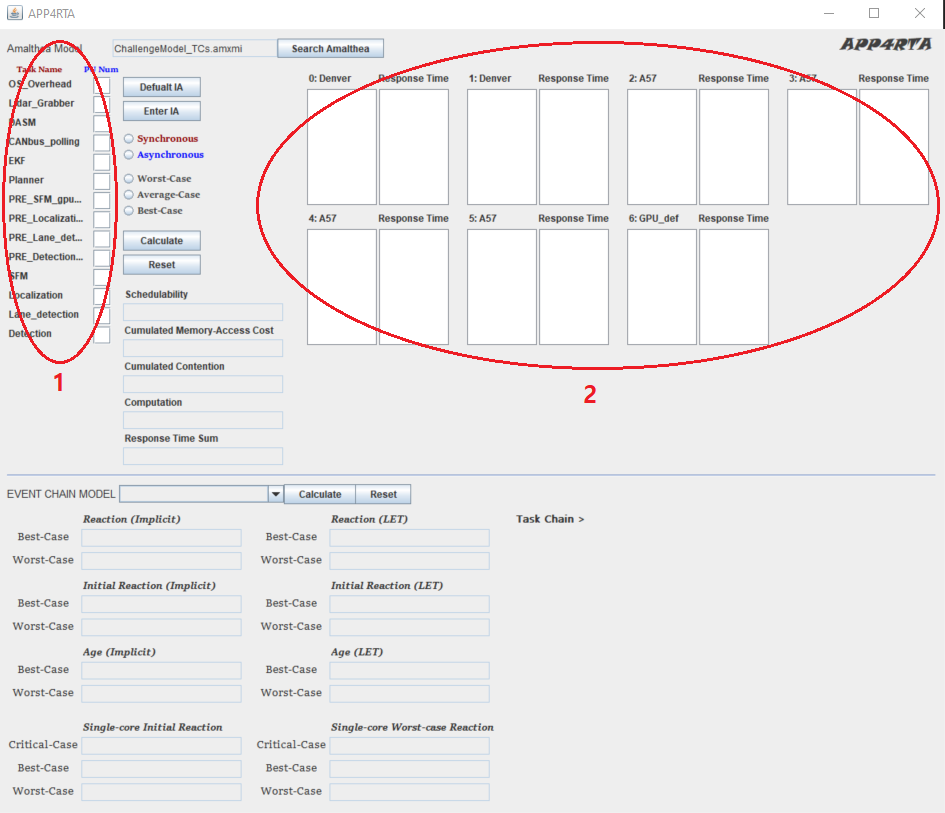 APP4RTA
Amalthea Model ChallengeModel_TCs.amxmi Search Amalthea
APP4RTA
Task Name PU Num
OS_Overhead
Lidar_Grabber
DASM
CANbus_polling
EKF
Planner
PRE_SFM_gpu...
PRE_Localizati...
PRE_Lane_det...
PRE_Detection...
SFM
Localization
Lane_detection
Detection
1
Defualt IA
Enter IA
Synchronous
Asynchronous
Worst-Case
Average-Case
Best-Case
Calculate
Reset
Schedulability
Cumulated Memory-Access Cost
Cumulated Contention
Computation
Response Time Sum
0: Denver Response Time 1: Denver Response Time 2: A57 Response Time 3: A57 Response Time
4: A57 Response Time 5: A57 Response Time 6: GPU_def Response Time
2
EVENT CHAIN MODEL Calculate Reset
Reaction (Implicit) Reaction (LET) Task Chain >
Best-Case Best-Case
Worst-Case Worst-Case
Initial Reaction (Implicit) Initial Reaction (LET)
Best-Case Best-Case
Worst-Case Worst-Case
Age (Implicit) Age (LET)
Best-Case Best-Case
Worst-Case Worst-Case
Single-core Initial Reaction Single-core Worst-case Reaction
Critical-Case Critical-Case
Best-Case Best-Case
Worst-Case Worst-Case